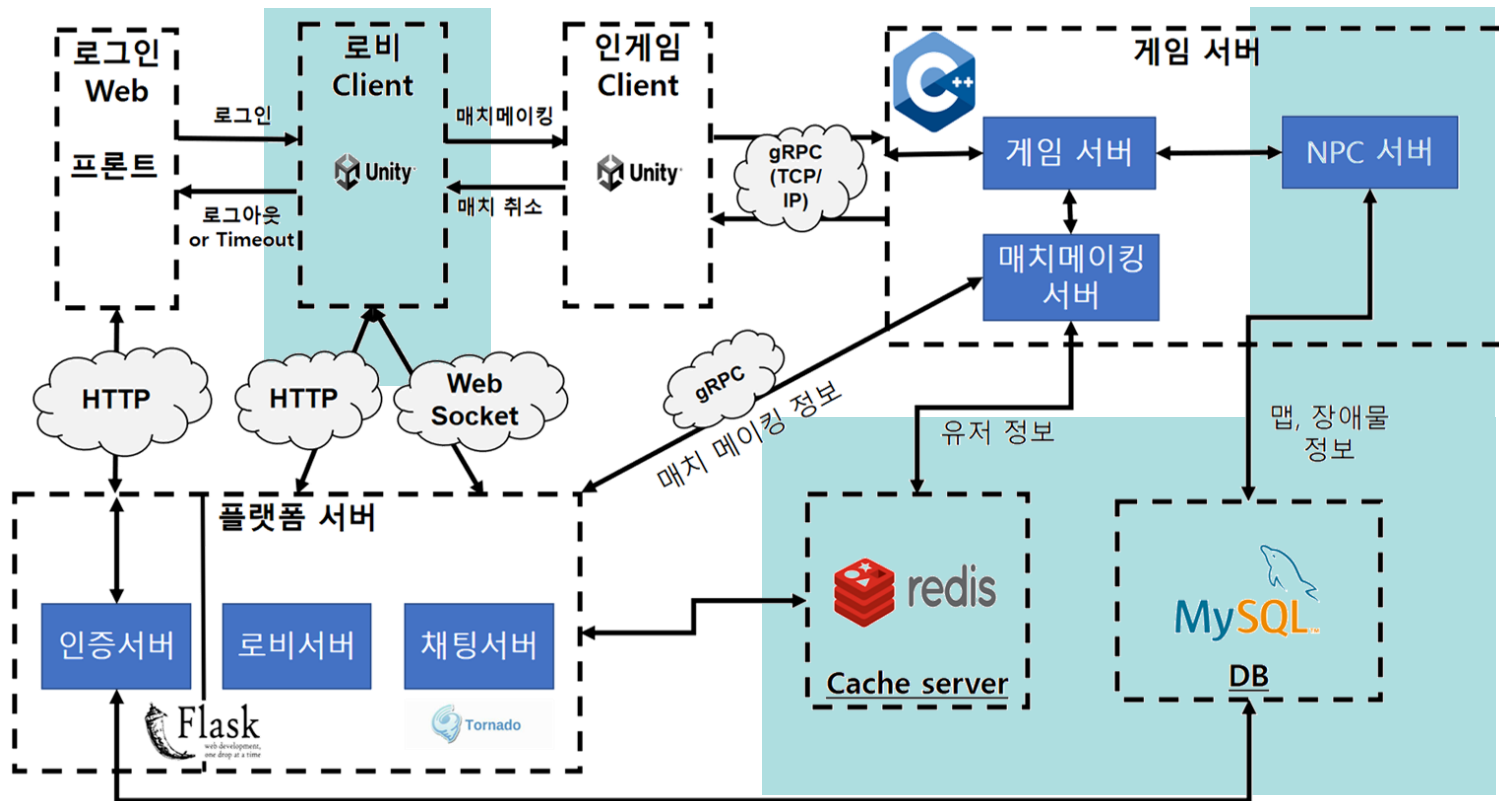 로그인
Web
프론트
로그인
로그아웃
or Timeout
로비
Client
Unity
매치메이킹
매치 취소
인게임
Client
Unity
gRPC
(TCP/
IP)
게임 서버
C++
게임 서버
NPC 서버
매치메이킹
서버
HTTP
HTTP
Web
Socket
gRPC
매치 메이킹 정보
유저 정보
맵, 장애물
정보
플랫폼 서버
인증서버
로비서버
채팅서버
Flask
web development,
one drop at a time
Tornado
redis
Cache server
MySQL
DB